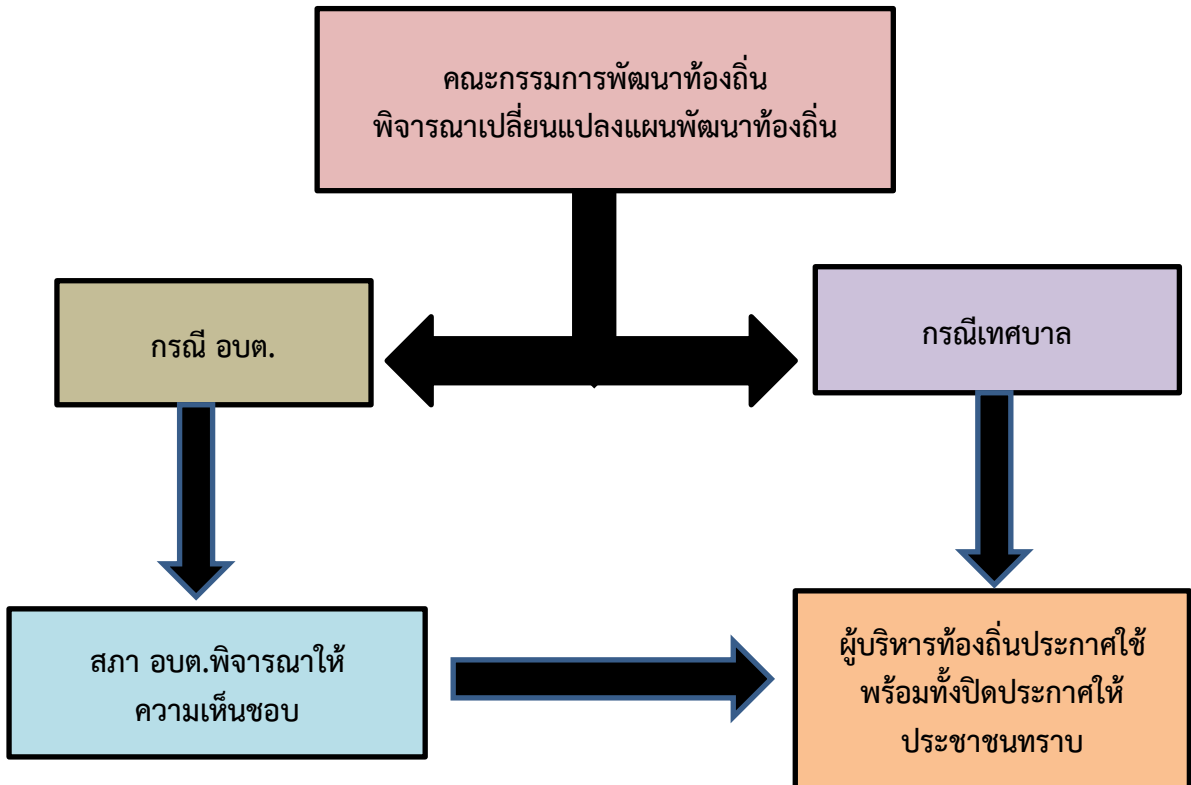 คณะกรรมการพัฒนาท้องถิ่น
พิจารณาเปลี่ยนแปลงแผนพัฒนาท้องถิ่น
กรณี อบต.
กรณีเทศบาล
สภา อบต.พิจารณาให้
ความเห็นชอบ
ผู้บริหารท้องถิ่นประกาศใช้
พร้อมทั้งปิดประกาศให้
ประชาชนทราบ